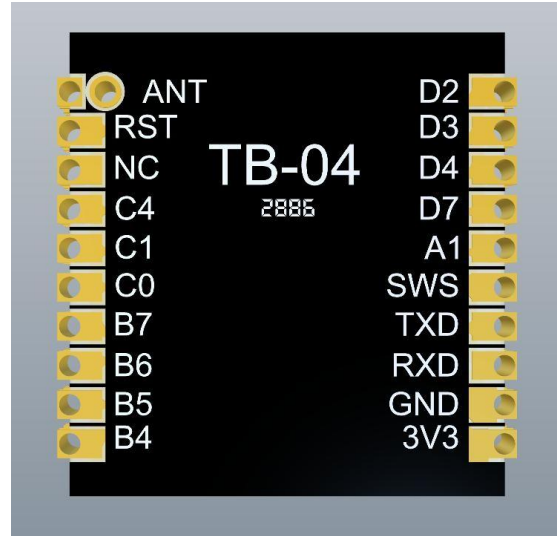 ANT D2
RST D3
NC TB-04 D4
C4 2886 D7
C1 A1
C0 SWS
B7 TXD
B6 RXD
B5 GND
B4 3V3